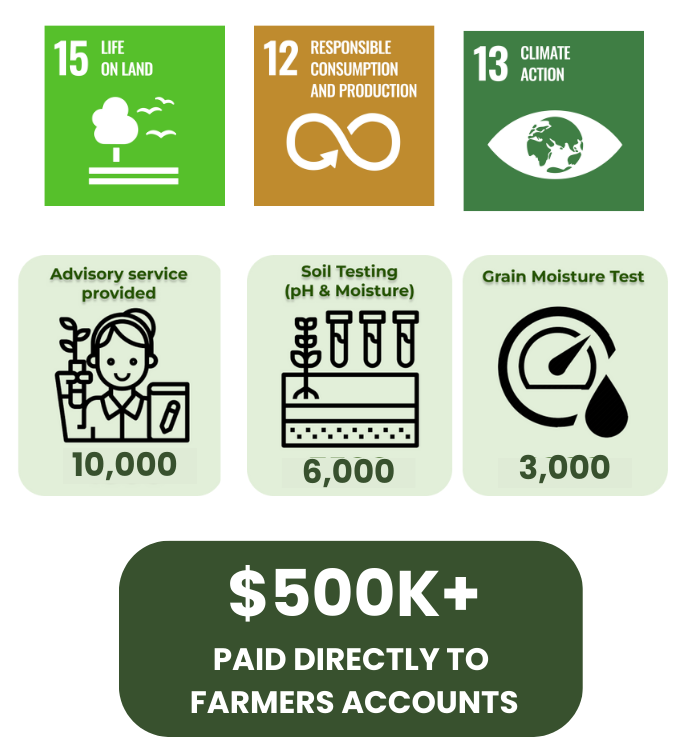 15 LIFE
ON LAND
12 RESPONSIBLE
CONSUMPTION
AND PRODUCTION
13 CLIMATE
ACTION
Advisory service
provided
10,000
Soil Testing
(pH & Moisture)
6,000
Grain Moisture Test
3,000
$500K+
PAID DIRECTLY TO
FARMERS ACCOUNTS